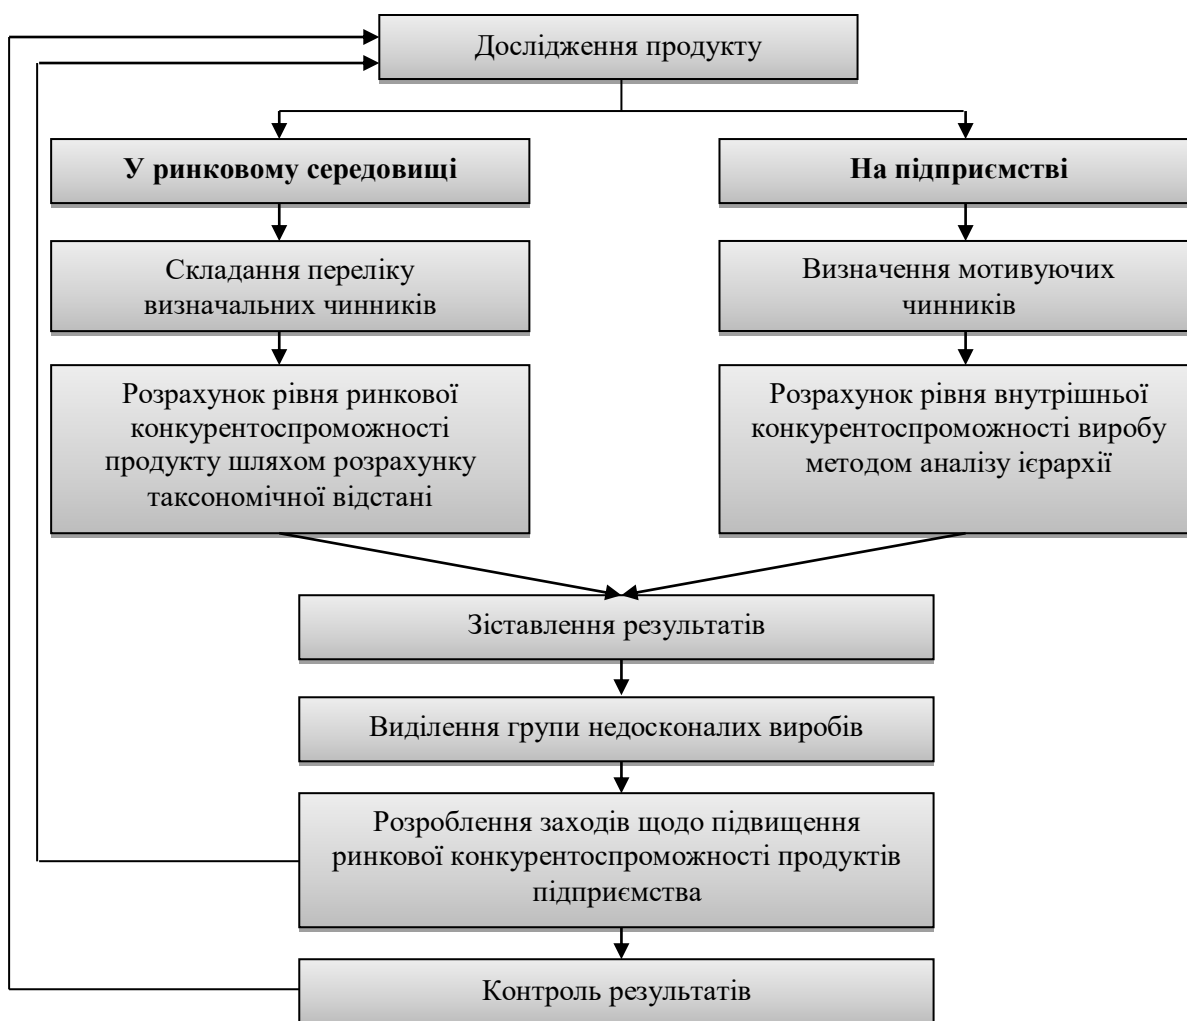 Дослідження продукту
У ринковому середовищі
На підприємстві
Складання переліку
визначальних чинників
Визначення мотивуючих
чинників
Розрахунок рівня ринкової
конкурентоспроможності
продукту шляхом розрахунку
таксономічної відстані
Розрахунок рівня внутрішньої
конкурентоспроможності виробу
методом аналізу ієрархії
Зіставлення результатів
Виділення групи недосконалих виробів
Розроблення заходів щодо підвищення
ринкової конкурентоспроможності продуктів
підприємства
Контроль результатів